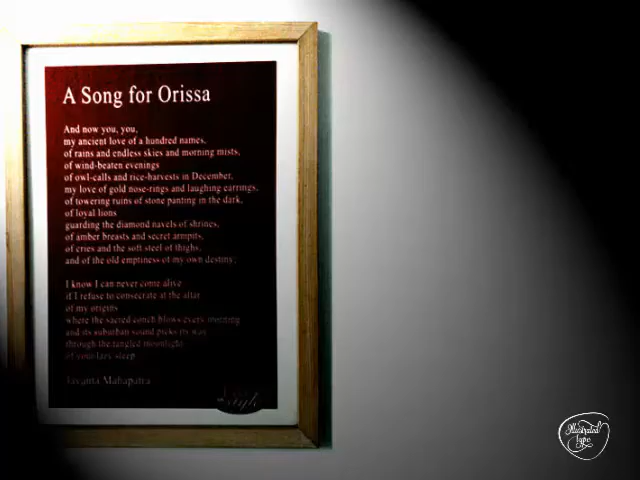 A Song for Orissa
And now you, you,
my ancient love of a hundred names,
of rains and endless skies and morning mists,
of wind-beaten evenings
of owl-calls and rice-harvests in December,
my love of gold nose-rings and laughing earrings,
of towering ruins of stone panting in the dark,
of loyal lions
guarding the diamond navels of shrines,
of amber breasts and secret armpits,
of cries and the soft steel of thighs,
and of the old emptiness of my own destiny;
I know I can never come alive
if I refuse to consecrate at the altar
of my origins
where the sacred conch blows every morning
and its suburban sound picks its way
through the tangled moonlight
of your lazy sleep
Jayanta Mahapatra
Style
Illustrated
Type